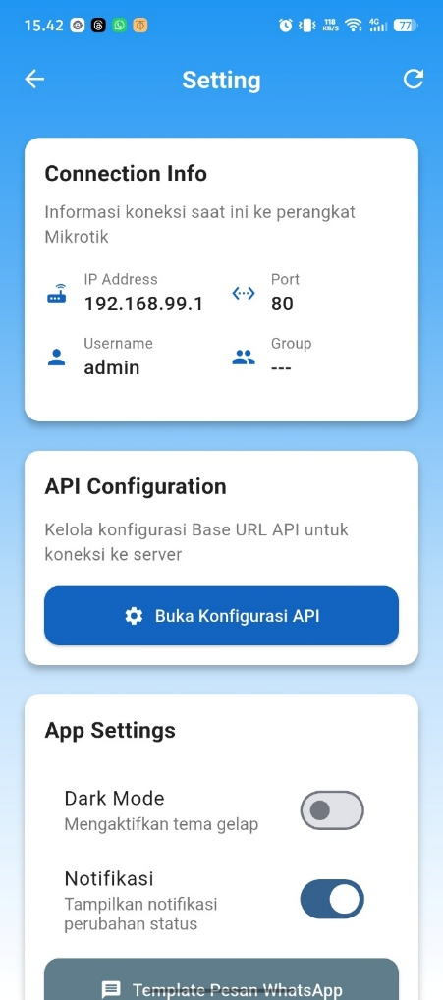 15.42
118
KB/S
4G
77
Setting
Connection Info
Informasi koneksi saat ini ke perangkat
Mikrotik
IP Address
192.168.99.1
Port
80
Username
admin
Group
---
API Configuration
Kelola konfigurasi Base URL API untuk
koneksi ke server
Buka Konfigurasi API
App Settings
Dark Mode
Mengaktifkan tema gelap
Notifikasi
Tampilkan notifikasi
perubahan status
Template Pesan WhatsApp